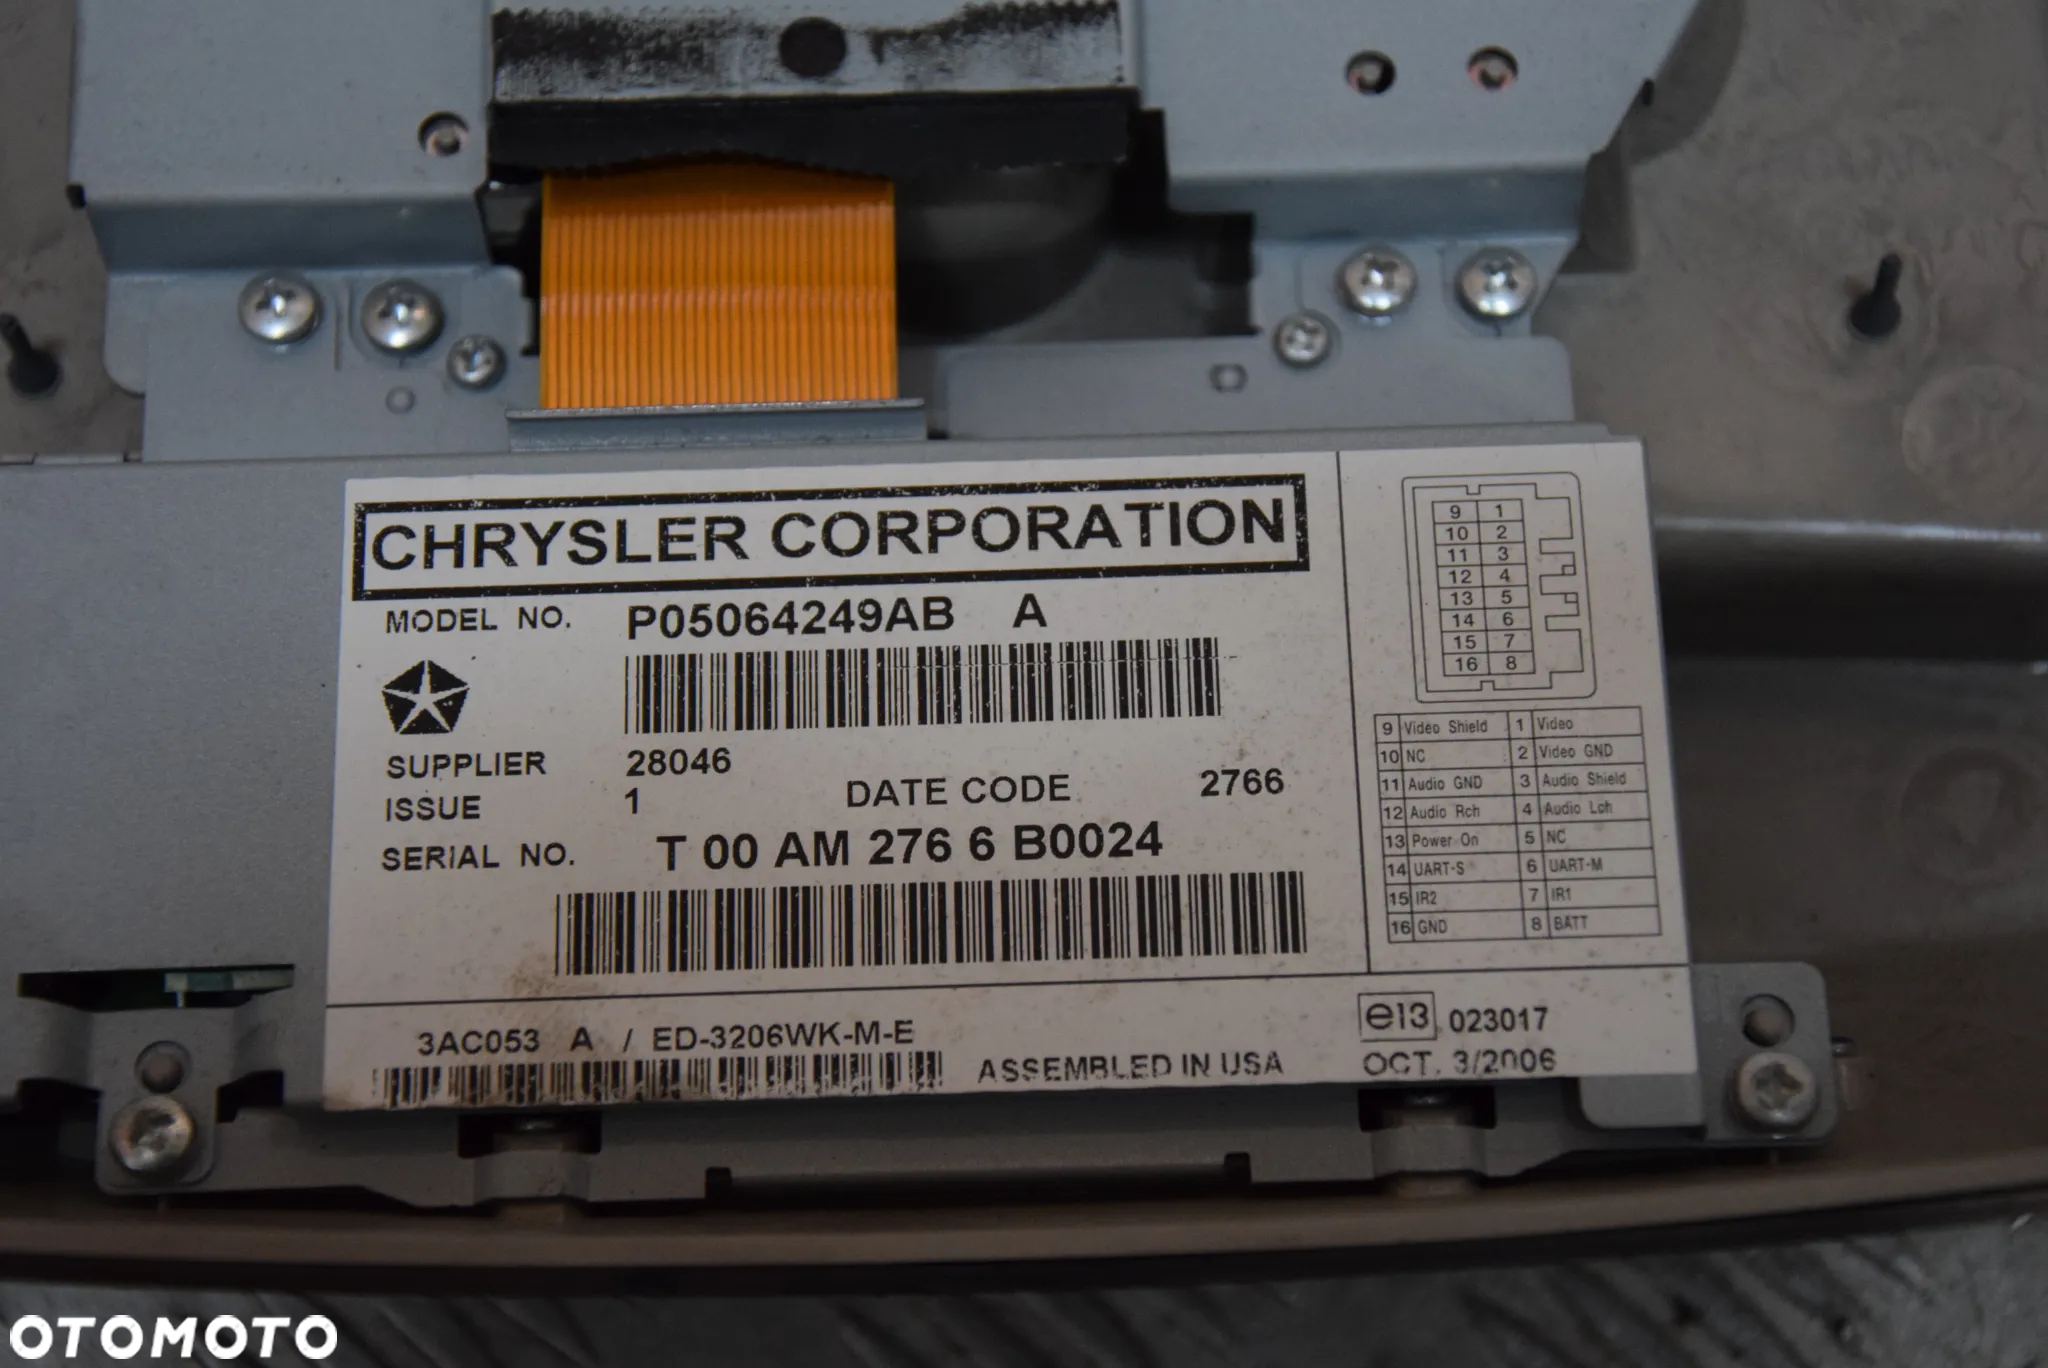 CHRYSLER CORPORATION
MODEL NO. P05064249AB A
SUPPLIER 28046
ISSUE 1 DATE CODE 2766
SERIAL NO. T 00 AM 276 6 B0024
9 1
10 2
11 3
12 4
13 5
14 6
15 7
16 8
9 Video Shield 1 Video
10 NC 2 Video GND
11 Audio GND 3 Audio Shield
12 Audio Rch 4 Audio Lch
13 Power On 5 NC
14 UART-S 6 UART-M
15 IR2 7 IR1
16 GND 8 BATT
3AC053 A / ED-3206WK-M-E
ASSEMBLED IN USA
e13 023017
OCT. 3/2006
OTOMOTO